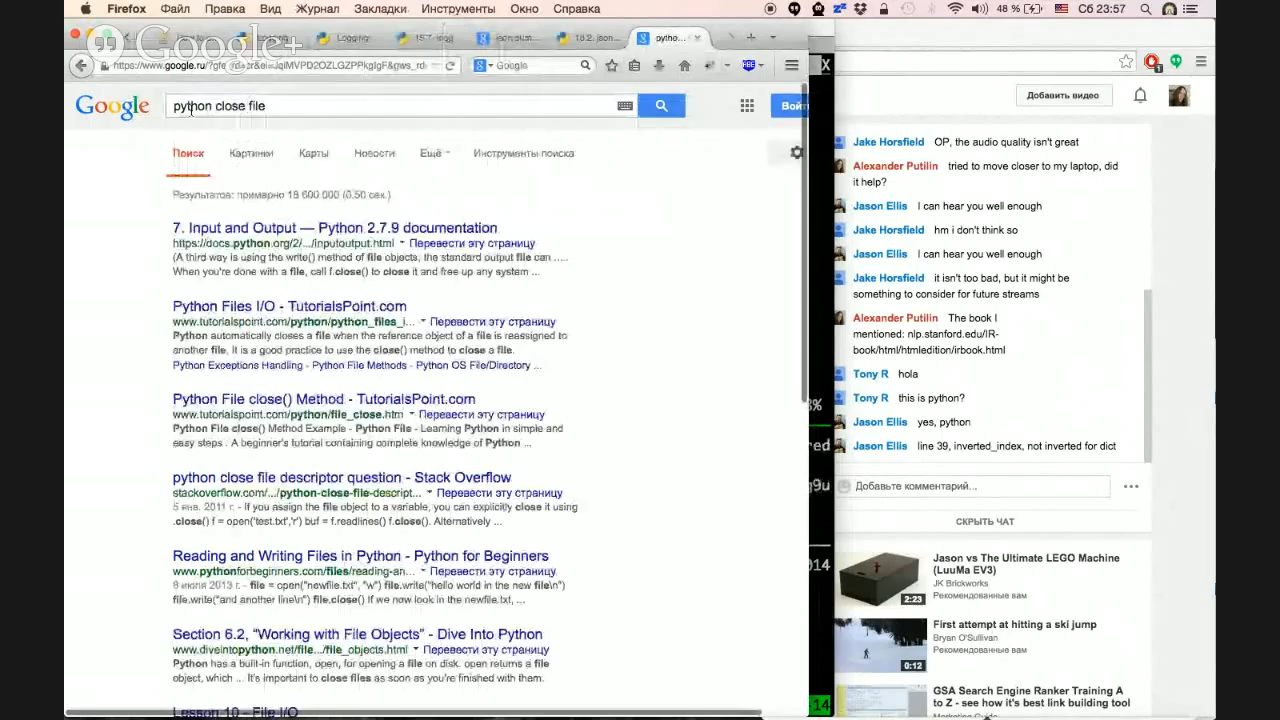 Firefox Файл Правка Вид Журнал Закладки Инструменты Окно Справка 48 % Сб 23:57
Google+
Logging
18.2. json
pytho...
Google
ABE
X
Google python close file
Войт
Добавить видео
Поиск Картинки Карты Новости Ещё Инструменты поиска
Результатов: примерно 18 600 000 (0.50 сек.)
7. Input and Output — Python 2.7.9 documentation
https://docs.python.org/2/.../inputoutput.html Перевести эту страницу
(A third way is using the write() method of file objects, the standard output file can .....
When you're done with a file, call f.close() to close it and free up any system ...
Python Files I/O - TutorialsPoint.com
www.tutorialspoint.com/python/python_files_i... Перевести эту страницу
Python automatically closes a file when the reference object of a file is reassigned to
another file. It is a good practice to use the close() method to close a file.
Python Exceptions Handling - Python File Methods - Python OS File/Directory ...
Python File close() Method - TutorialsPoint.com
www.tutorialspoint.com/python/file_close.htm Перевести эту страницу
Python File close() Method Example - Python File - Learning Python in simple and
easy steps . A beginner's tutorial containing complete knowledge of Python ...
python close file descriptor question - Stack Overflow
stackoverflow.com/.../python-close-file-descript... Перевести эту страницу
5 янв. 2011 г. - If you assign the file object to a variable, you can explicitly close it using
.close() f = open('test.txt','r') buf = f.readlines() f.close(). Alternatively ...
Reading and Writing Files in Python - Python for Beginners
www.pythonforbeginners.com/files/reading-an... Перевести эту страницу
8 июля 2013 г. - file = open("newfile.txt", "w") file.write("hello world in the new file\n")
file.write("and another line\n") file.close() If we now look in the newfile.txt, ...
Section 6.2, "Working with File Objects" - Dive Into Python
www.diveintopython.net/file.../file_objects.html Перевести эту страницу
Python has a built-in function, open, for opening a file on disk. open returns a file
object, which ... It's important to close files as soon as you're finished with them.
Lesson 10 - File I/O
8%
red
g9u
014
-14
Jake Horsfield OP, the audio quality isn't great
Alexander Putilin tried to move closer to my laptop, did
it help?
Jason Ellis I can hear you well enough
Jake Horsfield hm i don't think so
Jason Ellis I can hear you well enough
Jake Horsfield it isn't too bad, but it might be
something to consider for future streams
Alexander Putilin The book I
mentioned: nlp.stanford.edu/IR-
book/html/htmledition/irbook.html
Tony R hola
Tony R this is python?
Jason Ellis yes, python
Jason Ellis line 39, inverted_index, not inverted for dict
Добавьте комментарий...
СКРЫТЬ ЧАТ
Jason vs The Ultimate LEGO Machine
(LuuMa EV3)
JK Brickworks
Рекомендованные вам
2:23
First attempt at hitting a ski jump
Bryan O'Sullivan
Рекомендованные вам
0:12
GSA Search Engine Ranker Training A
to Z - see how it's best link building tool